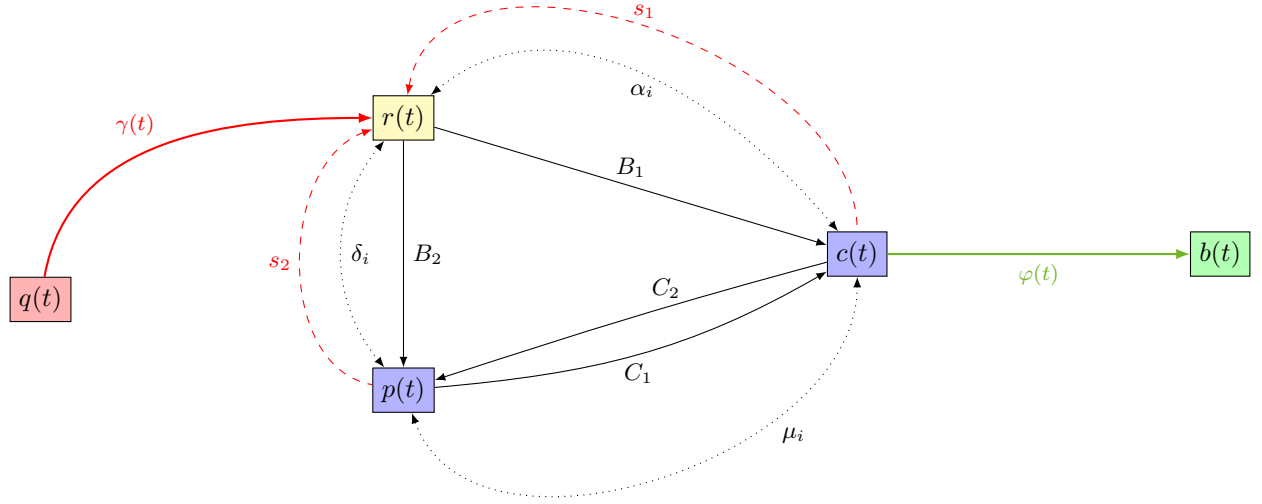 s₁
αᵢ
γ(t)
r(t)
B₁
s₂
δᵢ
B₂
c(t)
b(t)
φ(t)
q(t)
C₂
C₁
p(t)
μᵢ